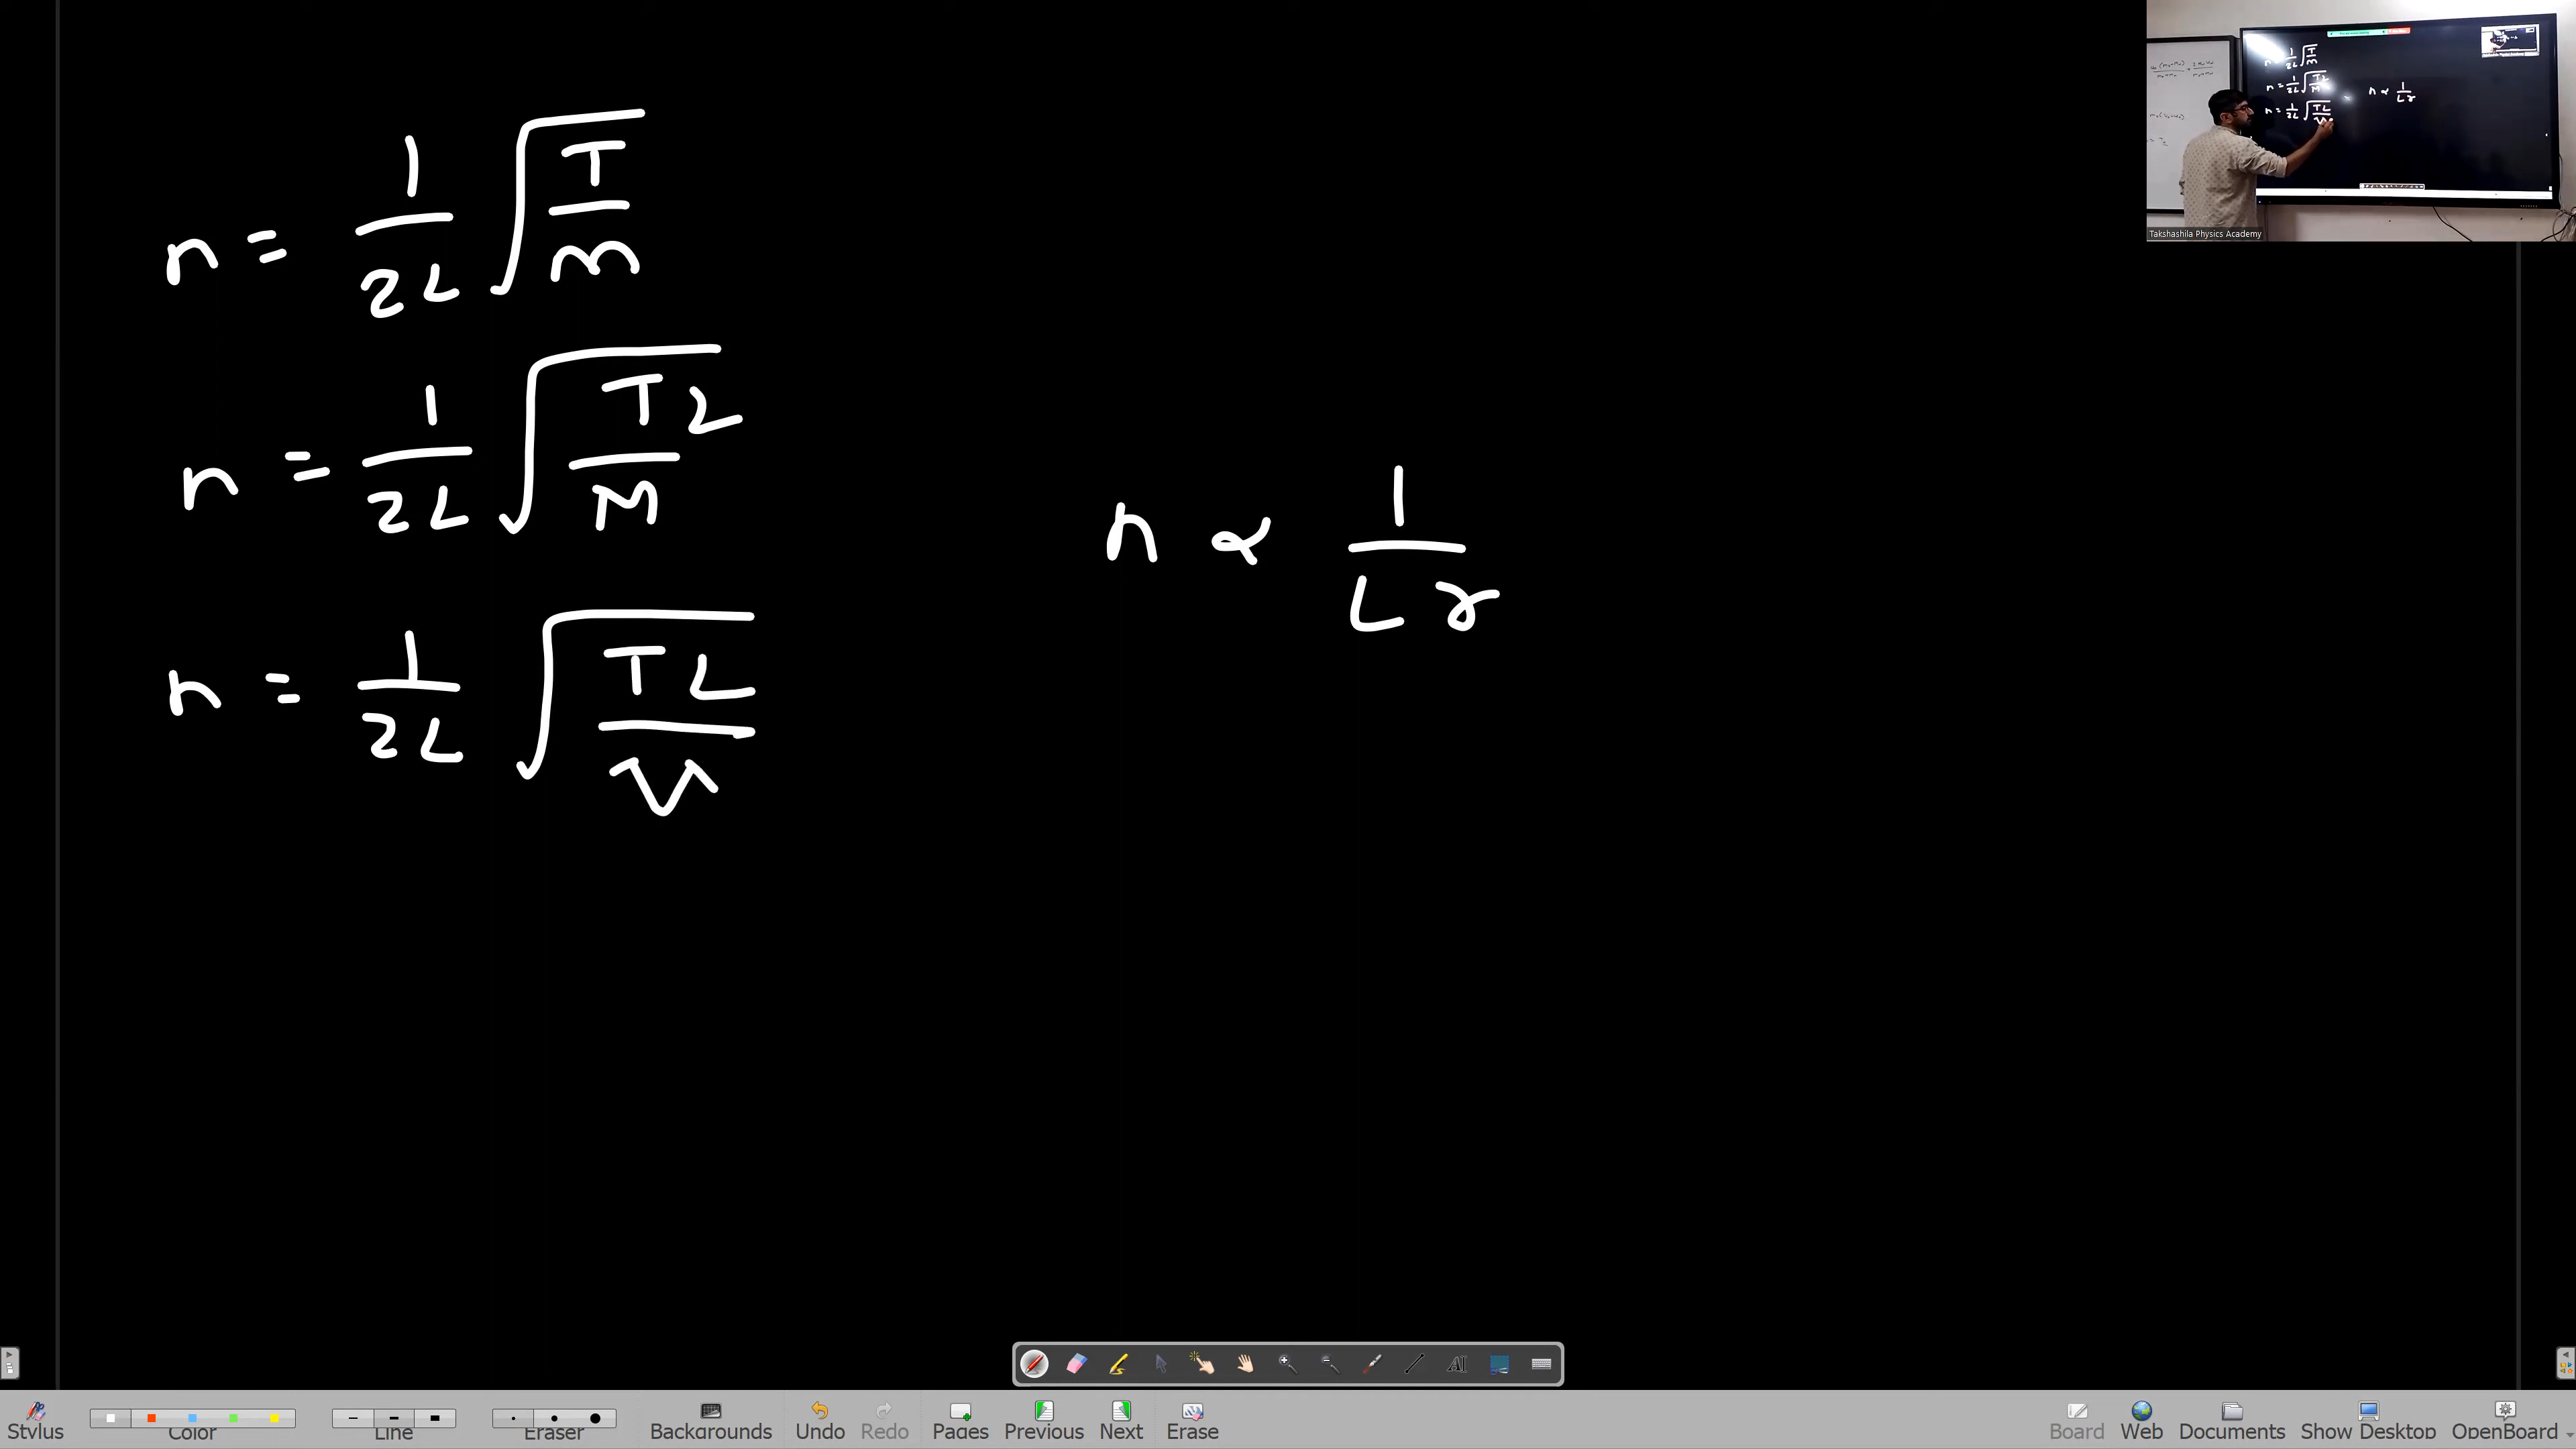 n = 1/2L √(T/m)
n = 1/2L √(TL/M)
n = 1/2L √(TL/V
n ∝ 1/Lr
Takshashila Physics Academy
Stylus Color Line Eraser Backgrounds Undo Redo Pages Previous Next Erase Board Web Documents Show Desktop OpenBoard